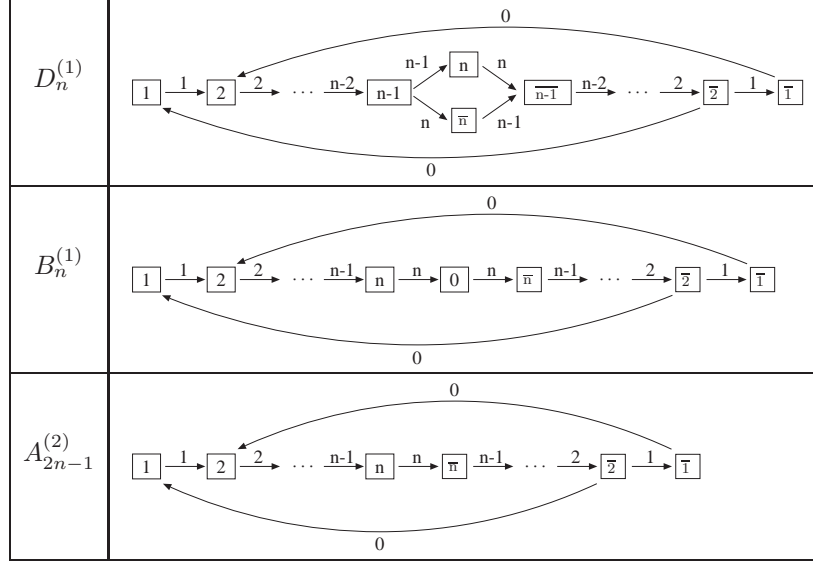 0
n-1 n n
D_n^{(1)} 1 1 2 2 ··· n-2 n-1 n-1̅ n-2 ··· 2 2̅ 1 1̅
n n̅ n-1
0
0
B_n^{(1)} 1 1 2 2 ··· n-1 n n 0 n n̅ n-1 ··· 2 2̅ 1 1̅
0
0
A_{2n-1}^{(2)} 1 1 2 2 ··· n-1 n n n̅ n-1 ··· 2 2̅ 1 1̅
0